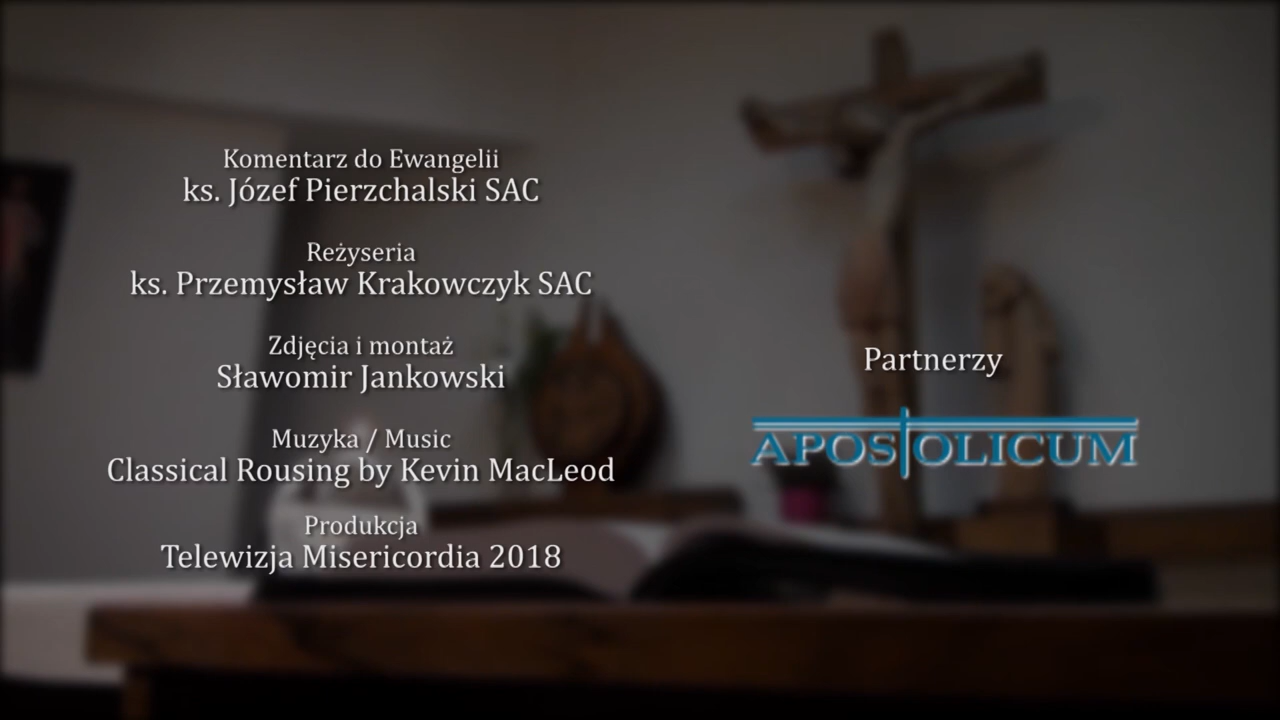 Komentarz do Ewangelii
ks. Józef Pierzchalski SAC
Reżyseria
ks. Przemysław Krakowczyk SAC
Zdjęcia i montaż
Sławomir Jankowski
Muzyka / Music
Classical Rousing by Kevin MacLeod
Produkcja
Telewizja Misericordia 2018
Partnerzy
APOSTOLICUM